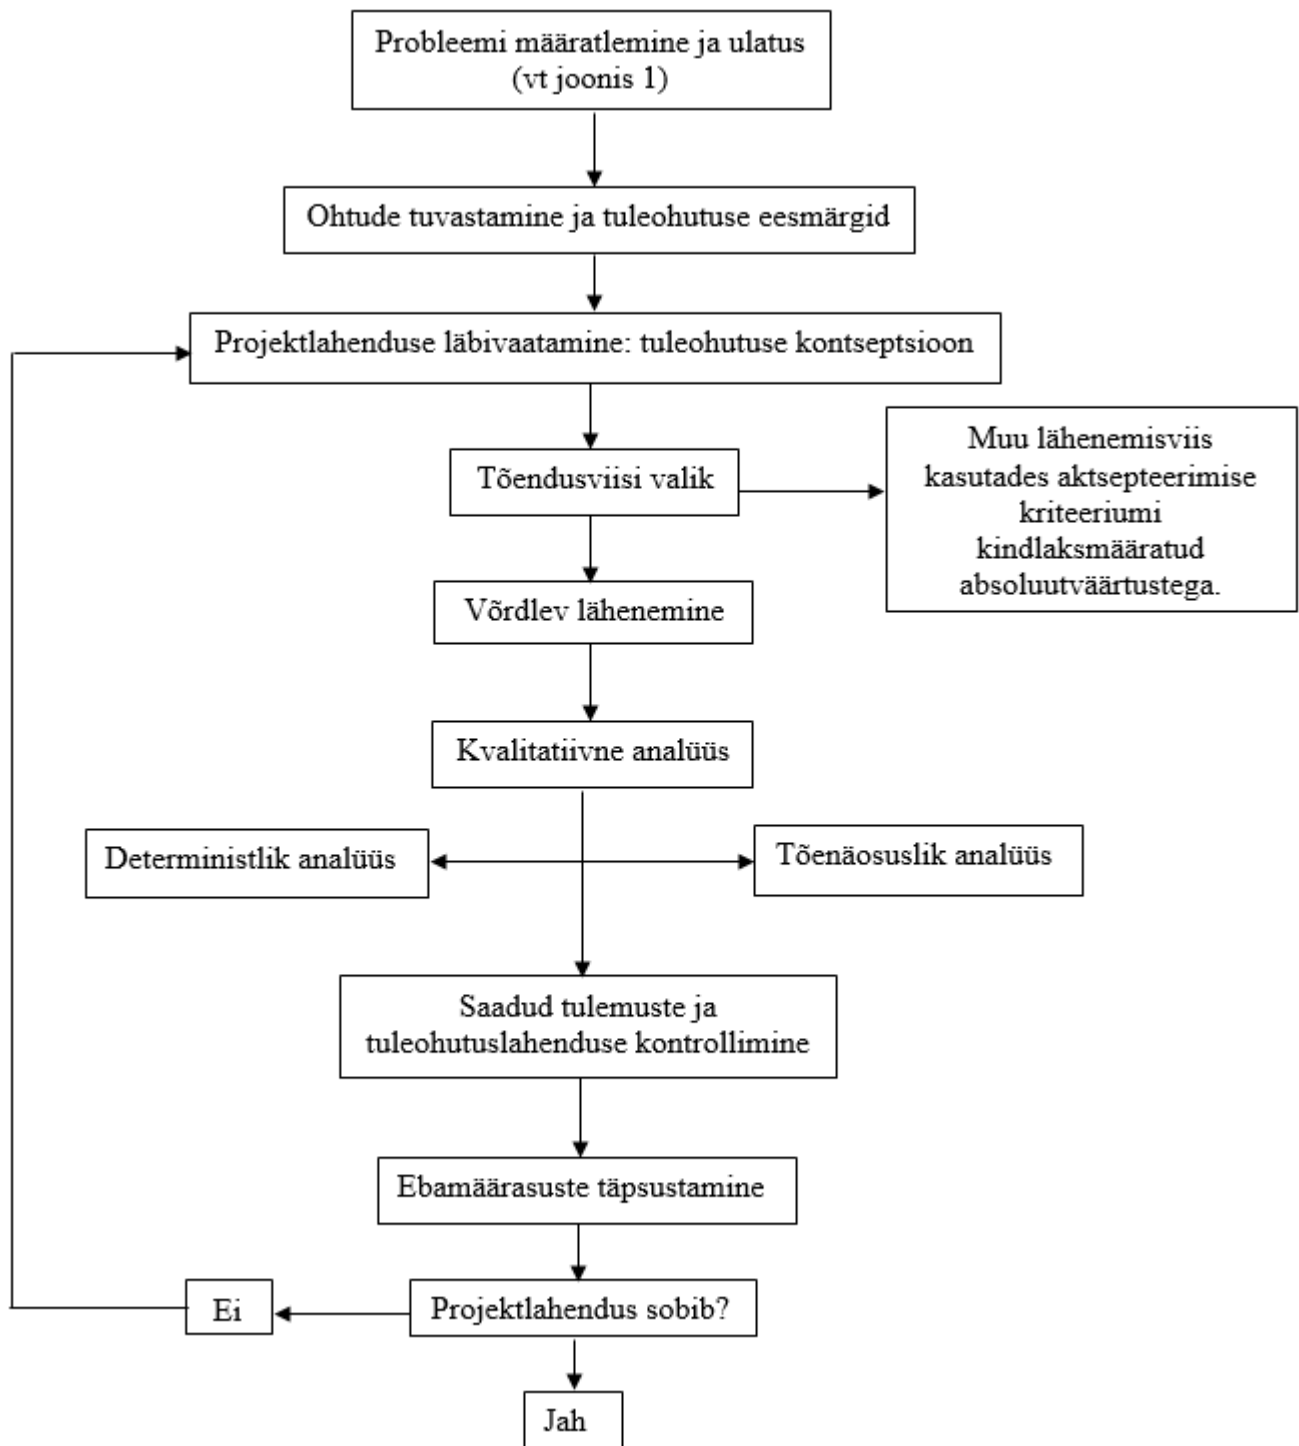 Probleemi määratlemine ja ulatus
(vt joonis 1)
Ohtude tuvastamine ja tuleohutuse eesmärgid
Projektlahenduse läbivaatamine: tuleohutuse kontseptsioon
Tõendusviisi valik
Muu lähenemisviis
kasutades aktsepteerimise
kriteeriumi
kindlaksmääratud
absoluutväärtustega.
Võrdlev lähenemine
Kvalitatiivne analüüs
Deterministlik analüüs
Tõenäosuslik analüüs
Saadud tulemuste ja
tuleohutuslahenduse kontrollimine
Ebamäärasuste täpsustamine
Ei
Projektlahendus sobib?
Jah